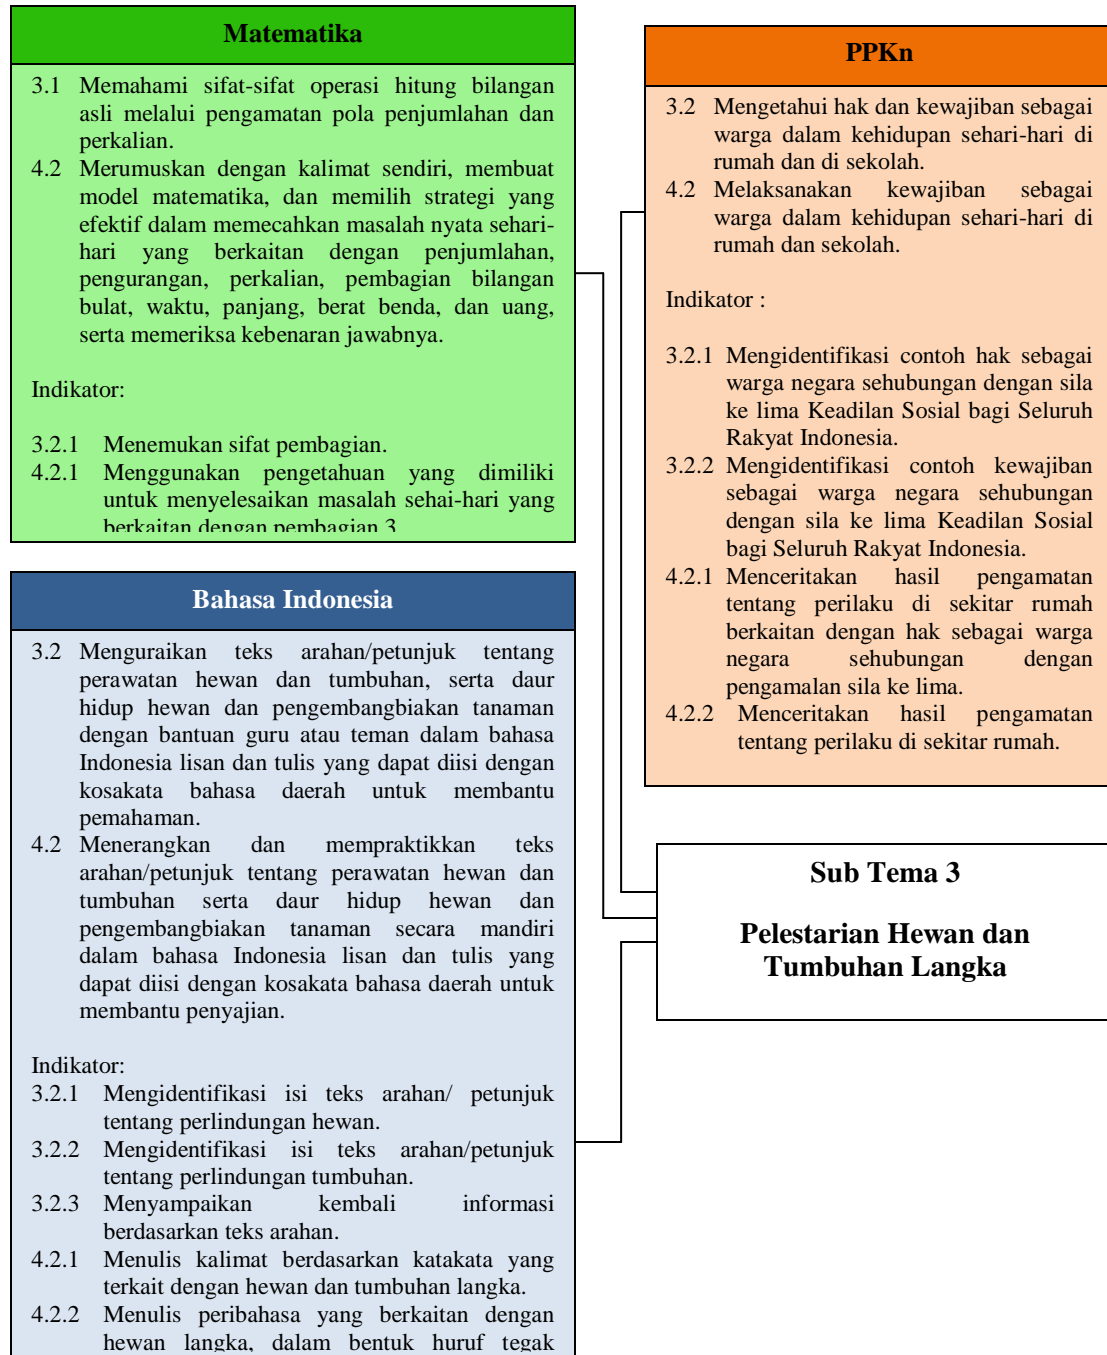 Matematika
3.1 Memahami sifat-sifat operasi hitung bilangan
asli melalui pengamatan pola penjumlahan dan
perkalian.
4.2 Merumuskan dengan kalimat sendiri, membuat
model matematika, dan memilih strategi yang
efektif dalam memecahkan masalah nyata sehari-
hari yang berkaitan dengan penjumlahan,
pengurangan, perkalian, pembagian bilangan
bulat, waktu, panjang, berat benda, dan uang,
serta memeriksa kebenaran jawabnya.
Indikator:
3.2.1 Menemukan sifat pembagian.
4.2.1 Menggunakan pengetahuan yang dimiliki
untuk menyelesaikan masalah sehai-hari yang
berkaitan dengan pembagian 3
Bahasa Indonesia
3.2 Menguraikan teks arahan/petunjuk tentang
perawatan hewan dan tumbuhan, serta daur
hidup hewan dan pengembangbiakan tanaman
dengan bantuan guru atau teman dalam bahasa
Indonesia lisan dan tulis yang dapat diisi dengan
kosakata bahasa daerah untuk membantu
pemahaman.
4.2 Menerangkan dan mempraktikkan teks
arahan/petunjuk tentang perawatan hewan dan
tumbuhan serta daur hidup hewan dan
pengembangbiakan tanaman secara mandiri
dalam bahasa Indonesia lisan dan tulis yang
dapat diisi dengan kosakata bahasa daerah untuk
membantu penyajian.
Indikator:
3.2.1 Mengidentifikasi isi teks arahan/ petunjuk
tentang perlindungan hewan.
3.2.2 Mengidentifikasi isi teks arahan/petunjuk
tentang perlindungan tumbuhan.
3.2.3 Menyampaikan kembali informasi
berdasarkan teks arahan.
4.2.1 Menulis kalimat berdasarkan katakata yang
terkait dengan hewan dan tumbuhan langka.
4.2.2 Menulis peribahasa yang berkaitan dengan
hewan langka, dalam bentuk huruf tegak
PPKn
3.2 Mengetahui hak dan kewajiban sebagai
warga dalam kehidupan sehari-hari di
rumah dan di sekolah.
4.2 Melaksanakan kewajiban sebagai
warga dalam kehidupan sehari-hari di
rumah dan sekolah.
Indikator :
3.2.1 Mengidentifikasi contoh hak sebagai
warga negara sehubungan dengan sila
ke lima Keadilan Sosial bagi Seluruh
Rakyat Indonesia.
3.2.2 Mengidentifikasi contoh kewajiban
sebagai warga negara sehubungan
dengan sila ke lima Keadilan Sosial
bagi Seluruh Rakyat Indonesia.
4.2.1 Menceritakan hasil pengamatan
tentang perilaku di sekitar rumah
berkaitan dengan hak sebagai warga
negara sehubungan dengan
pengamalan sila ke lima.
4.2.2 Menceritakan hasil pengamatan
tentang perilaku di sekitar rumah.
Sub Tema 3
Pelestarian Hewan dan
Tumbuhan Langka